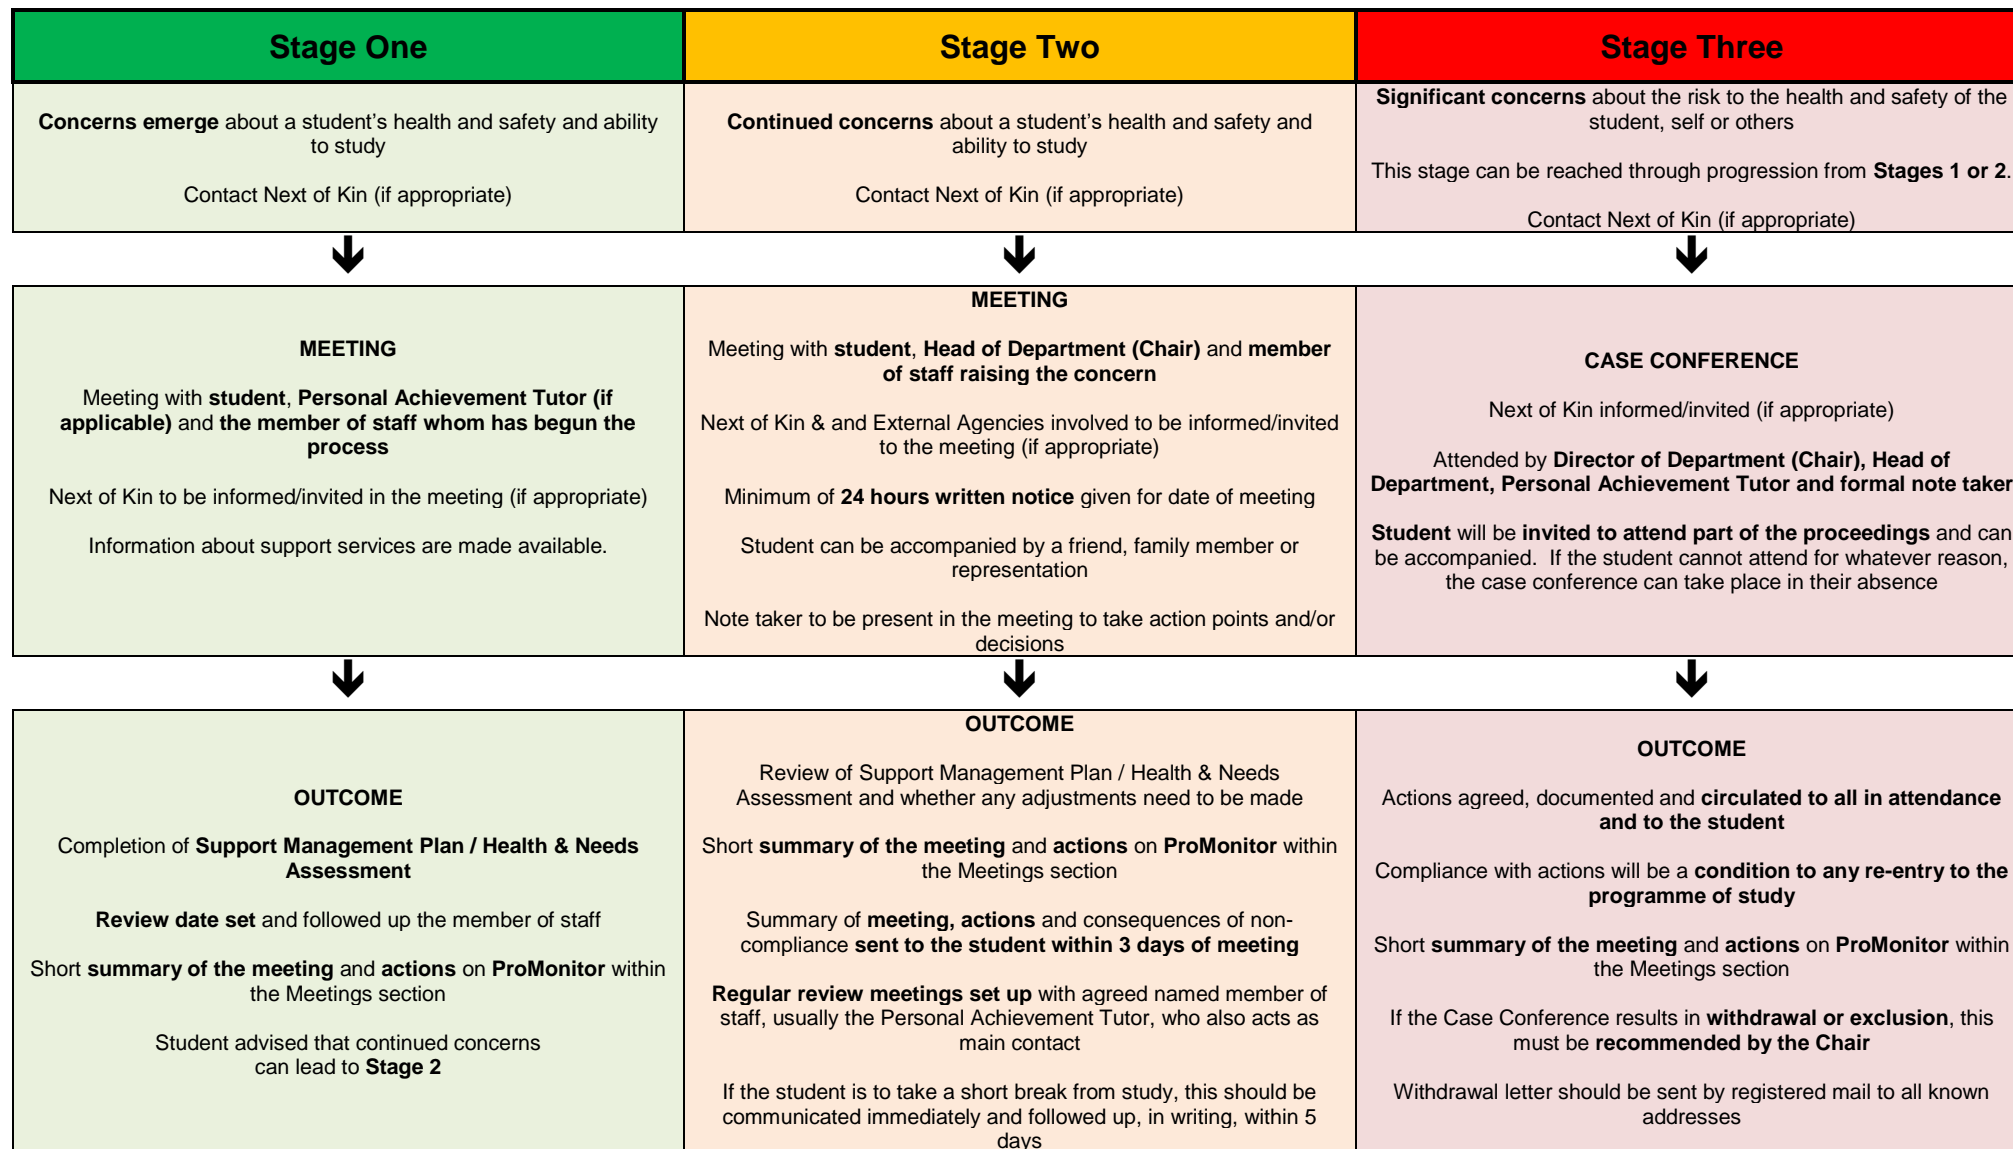 Stage One
Stage Two
Stage Three
Concerns emerge about a student's health and safety and ability
to study
Contact Next of Kin (if appropriate)
Continued concerns about a student's health and safety and
ability to study
Contact Next of Kin (if appropriate)
Significant concerns about the risk to the health and safety of the
student, self or others
This stage can be reached through progression from Stages 1 or 2.
Contact Next of Kin (if appropriate)
MEETING
Meeting with student, Personal Achievement Tutor (if
applicable) and the member of staff whom has begun the
process
Next of Kin to be informed/invited in the meeting (if appropriate)
Information about support services are made available.
MEETING
Meeting with student, Head of Department (Chair) and member
of staff raising the concern
Next of Kin & and External Agencies involved to be informed/invited
to the meeting (if appropriate)
Minimum of 24 hours written notice given for date of meeting
Student can be accompanied by a friend, family member or
representation
Note taker to be present in the meeting to take action points and/or
decisions
CASE CONFERENCE
Next of Kin informed/invited (if appropriate)
Attended by Director of Department (Chair), Head of
Department, Personal Achievement Tutor and formal note taker
Student will be invited to attend part of the proceedings and can
be accompanied.  If the student cannot attend for whatever reason,
the case conference can take place in their absence
OUTCOME
Completion of Support Management Plan / Health & Needs
Assessment
Review date set and followed up the member of staff
Short summary of the meeting and actions on ProMonitor within
the Meetings section
Student advised that continued concerns
can lead to Stage 2
OUTCOME
Review of Support Management Plan / Health & Needs
Assessment and whether any adjustments need to be made
Short summary of the meeting and actions on ProMonitor within
the Meetings section
Summary of meeting, actions and consequences of non-
compliance sent to the student within 3 days of meeting
Regular review meetings set up with agreed named member of
staff, usually the Personal Achievement Tutor, who also acts as
main contact
If the student is to take a short break from study, this should be
communicated immediately and followed up, in writing, within 5
days
OUTCOME
Actions agreed, documented and circulated to all in attendance
and to the student
Compliance with actions will be a condition to any re-entry to the
programme of study
Short summary of the meeting and actions on ProMonitor within
the Meetings section
If the Case Conference results in withdrawal or exclusion, this
must be recommended by the Chair
Withdrawal letter should be sent by registered mail to all known
addresses